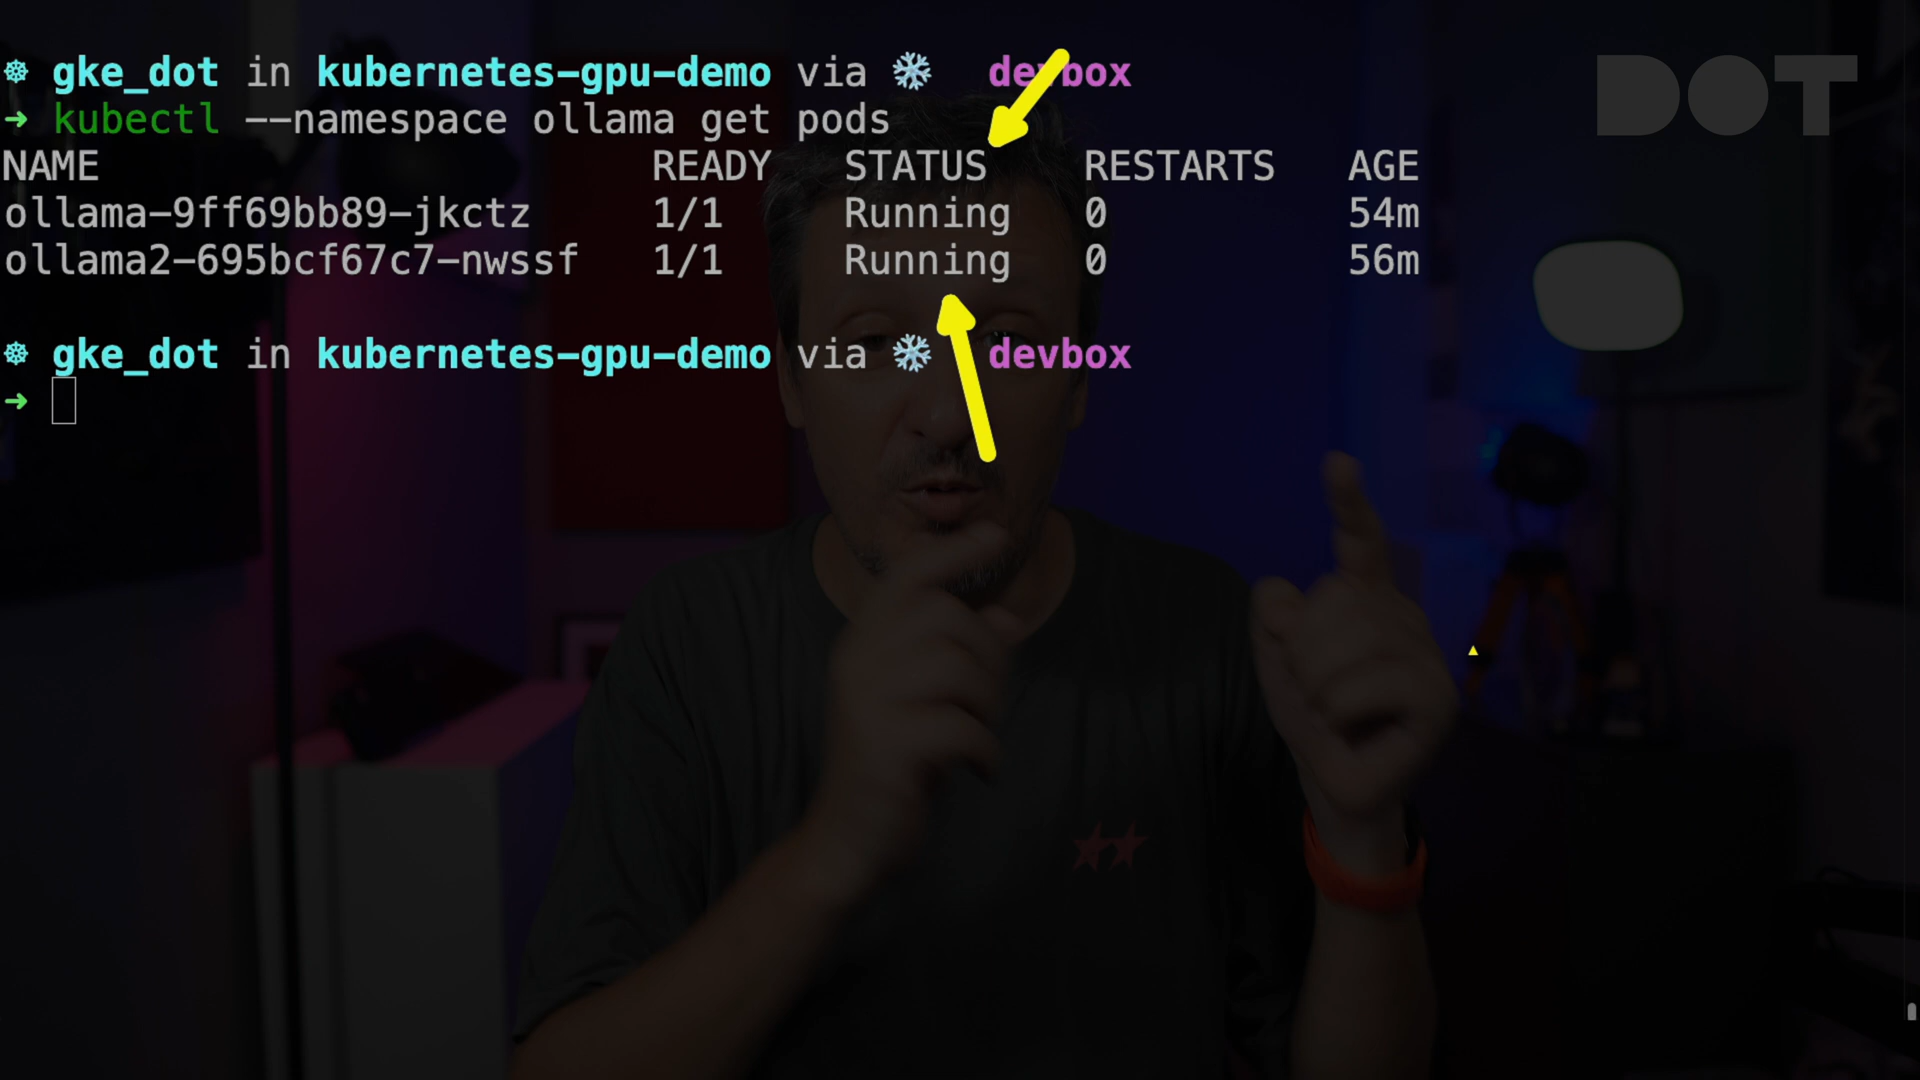 ☸ gke_dot in kubernetes-gpu-demo via ❄ devbox
➜ kubectl --namespace ollama get pods
NAME READY STATUS RESTARTS AGE
ollama-9ff69bb89-jkctz 1/1 Running 0 54m
ollama2-695bcf67c7-nwssf 1/1 Running 0 56m
☸ gke_dot in kubernetes-gpu-demo via ❄ devbox
➜
DOT